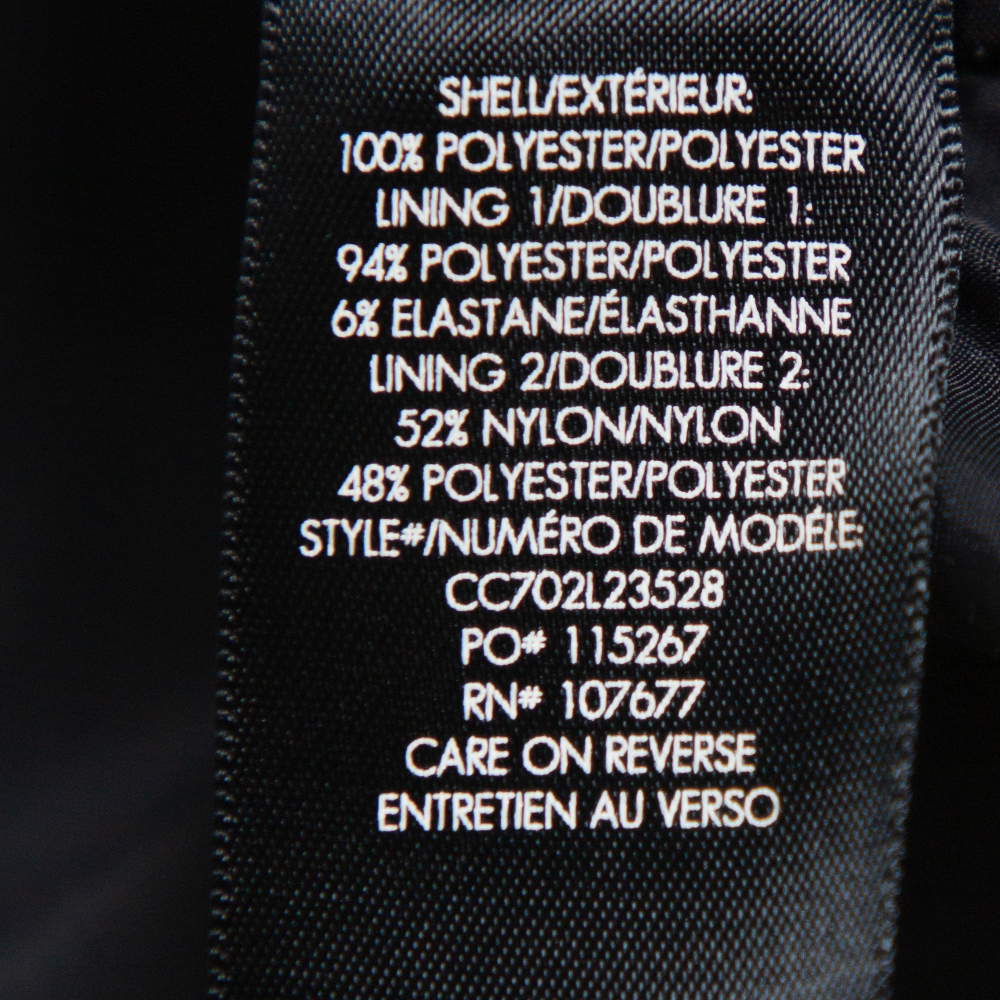 SHELL/EXTÉRIEUR:
100% POLYESTER/POLYESTER
LINING 1/DOUBLURE 1:
94% POLYESTER/POLYESTER
6% ELASTANE/ÉLASTHANNE
LINING 2/DOUBLURE 2:
52% NYLON/NYLON
48% POLYESTER/POLYESTER
STYLE#/NUMÉRO DE MODÉLE:
CC702L23528
PO# 115267
RN# 107677
CARE ON REVERSE
ENTRETIEN AU VERSO